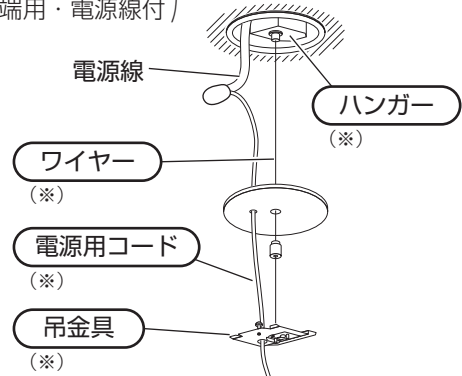 端用・電源線付)
電源線
ハンガー
(※)
ワイヤー
(※)
電源用コード
(※)
吊金具
(※)